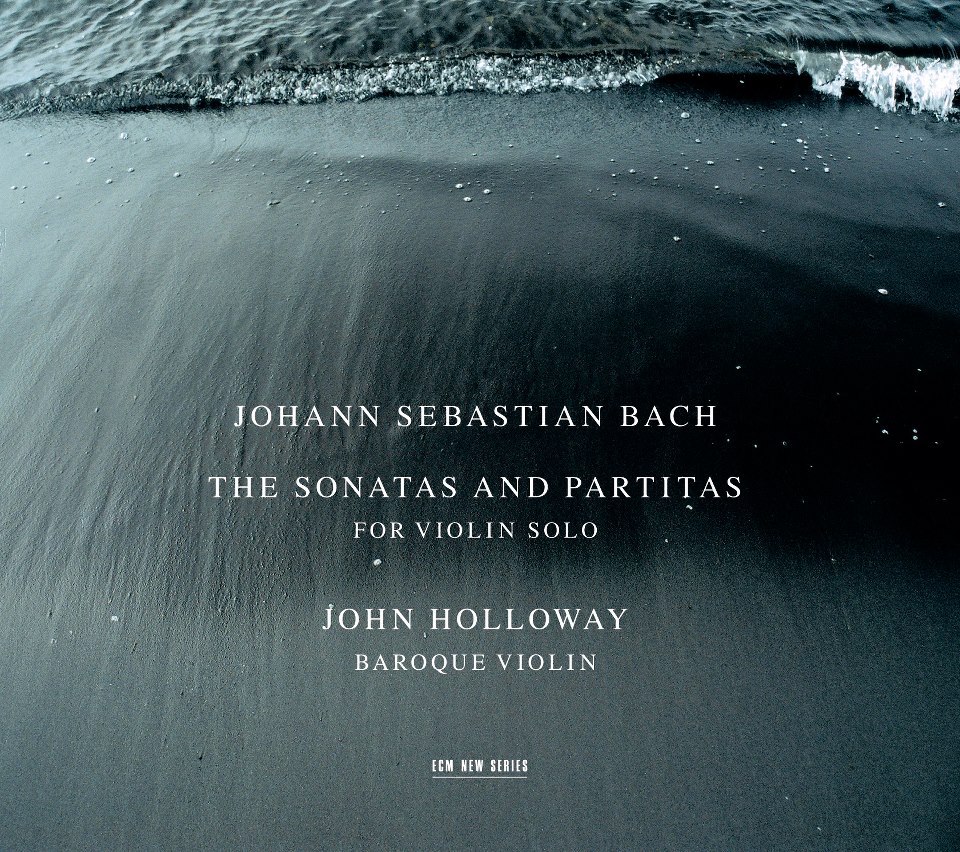 JOHANN SEBASTIAN BACH
THE SONATAS AND PARTITAS
FOR VIOLIN SOLO
JOHN HOLLOWAY
BAROQUE VIOLIN
ECM NEW SERIES